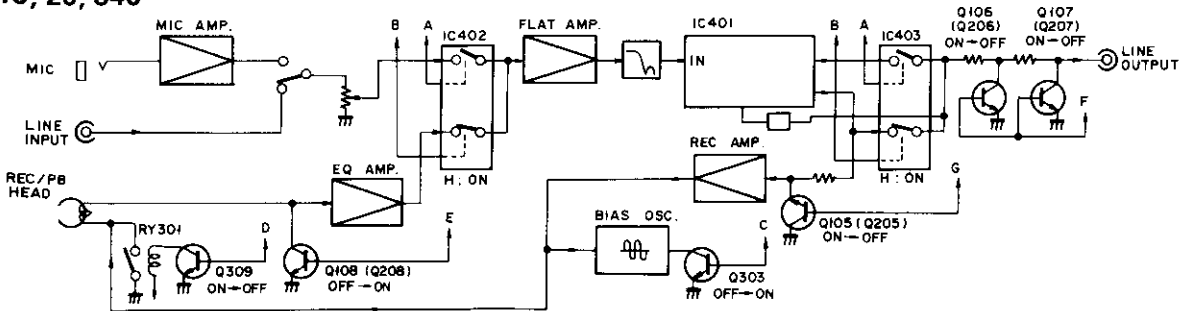 MIC AMP.
MIC
LINE
INPUT
B
A
IC402
H; ON
FLAT AMP.
IC401
IN
B
A
IC403
H; ON
Q106
(Q206)
ON→OFF
Q107
(Q207)
ON→OFF
LINE
OUTPUT
F
REC/PB
HEAD
EQ AMP.
REC AMP.
G
RY301
D
Q309
ON→OFF
E
Q108 (Q208)
OFF→ON
BIAS OSC.
C
Q303
OFF→ON
Q105 (Q205)
ON→OFF